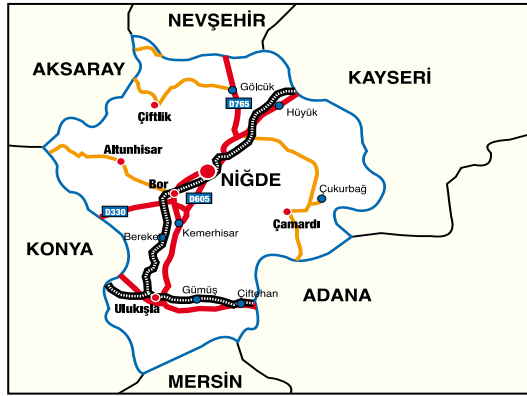 NEVŞEHİR
AKSARAY
KAYSERİ
Gölcük
D765
Hüyük
Çiftlik
Altunhisar
NİĞDE
Bor
Çukurbağ
D605
D330
Çamardı
Kemerhisar
Bereke
KONYA
Gümüş
Çiftehan
ADANA
Ulukışla
MERSİN